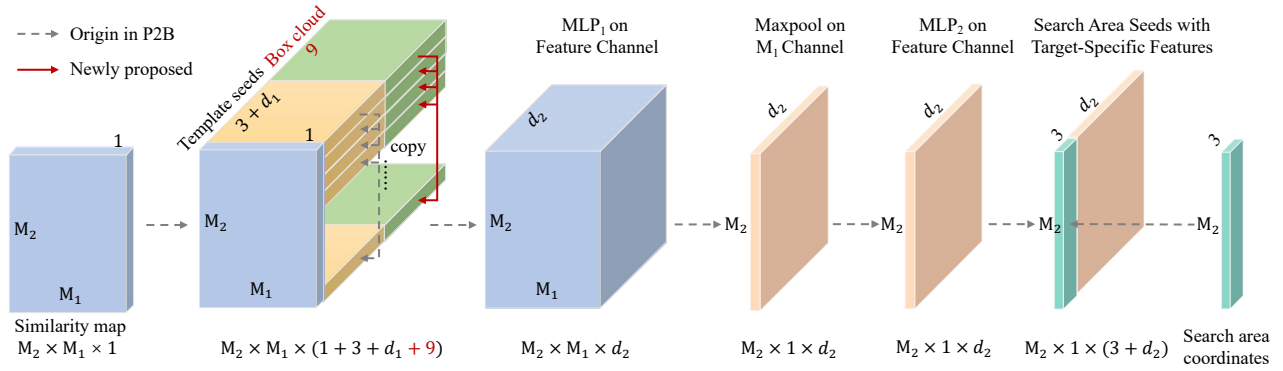 Origin in P2B
Newly proposed
1
M₂
M₁
Similarity map
M₂ × M₁ × 1
Template seeds
Box cloud
9
3 + d₁
1
copy
M₂
M₁
M₂ × M₁ × (1 + 3 + d₁ + 9)
MLP₁ on
Feature Channel
d₂
M₂
M₁
M₂ × M₁ × d₂
Maxpool on
M₁ Channel
d₂
M₂
M₂ × 1 × d₂
MLP₂ on
Feature Channel
d₂
M₂
M₂ × 1 × d₂
Search Area Seeds with
Target-Specific Features
d₂
3
M₂
M₂ × 1 × (3 + d₂)
3
M₂
Search area
coordinates